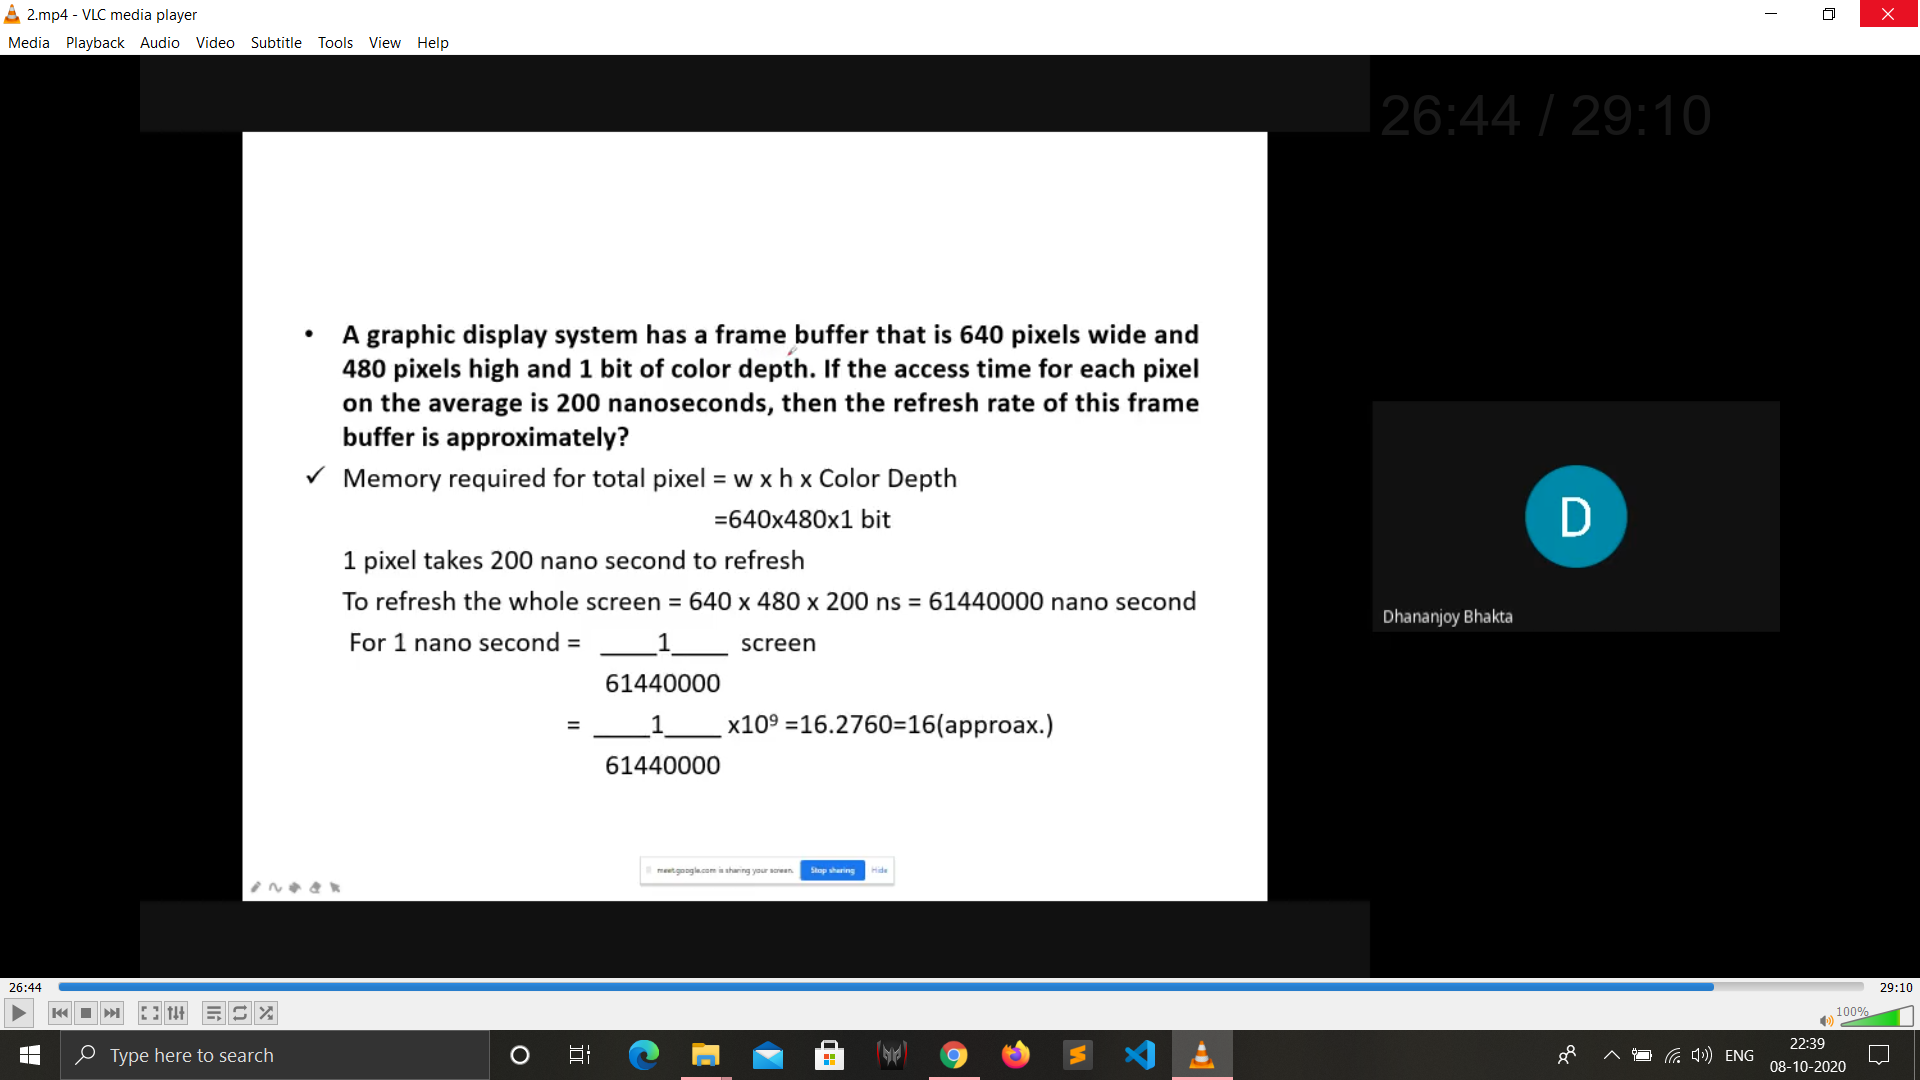 2.mp4 - VLC media player
Media Playback Audio Video Subtitle Tools View Help
26:44 / 29:10
• A graphic display system has a frame buffer that is 640 pixels wide and
480 pixels high and 1 bit of color depth. If the access time for each pixel
on the average is 200 nanoseconds, then the refresh rate of this frame
buffer is approximately?
✓ Memory required for total pixel = w x h x Color Depth
=640x480x1 bit
1 pixel takes 200 nano second to refresh
To refresh the whole screen = 640 x 480 x 200 ns = 61440000 nano second
For 1 nano second = ____1____ screen
61440000
= ____1____ x10⁹ =16.2760=16(approax.)
61440000
D
Dhananjoy Bhakta
meet.google.com is sharing your screen. Stop sharing Hide
26:44 29:10
100%
Type here to search
ENG
22:39
08-10-2020